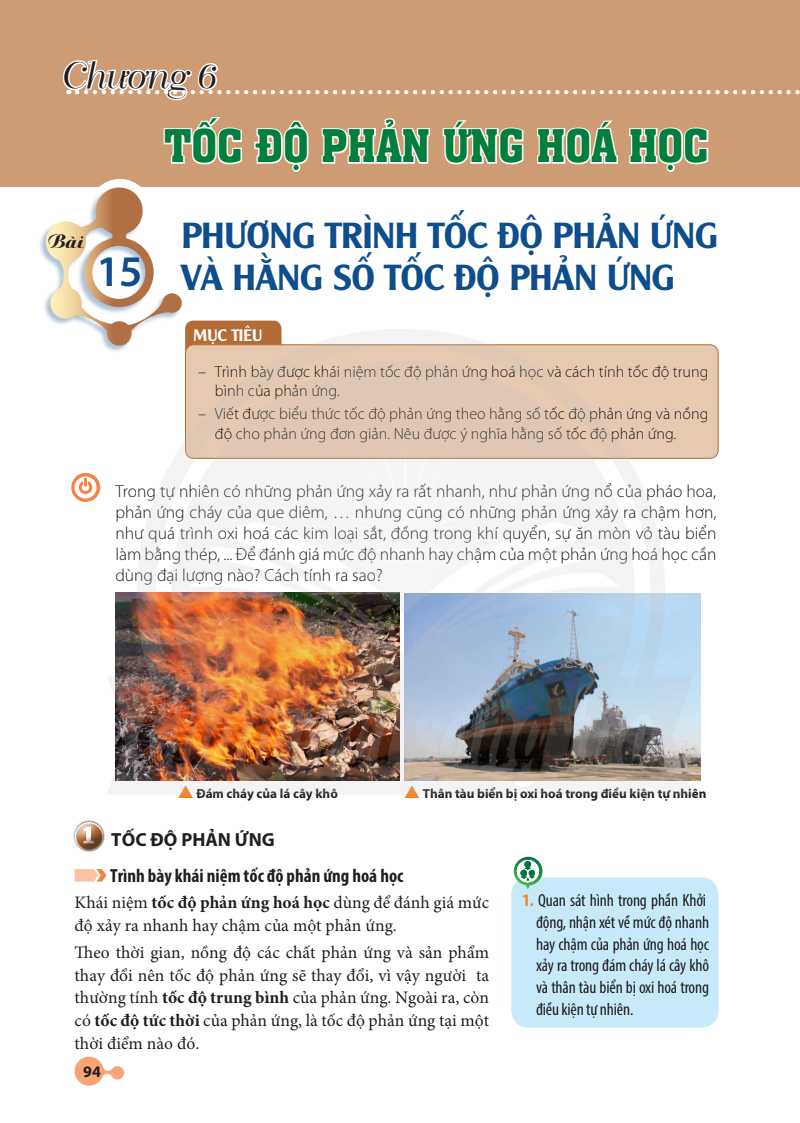 Chương 6
TỐC ĐỘ PHẢN ỨNG HOÁ HỌC
Bài
15
PHƯƠNG TRÌNH TỐC ĐỘ PHẢN ỨNG
VÀ HẰNG SỐ TỐC ĐỘ PHẢN ỨNG
MỤC TIÊU
– Trình bày được khái niệm tốc độ phản ứng hoá học và cách tính tốc độ trung
bình của phản ứng.
– Viết được biểu thức tốc độ phản ứng theo hằng số tốc độ phản ứng và nồng
độ cho phản ứng đơn giản. Nêu được ý nghĩa hằng số tốc độ phản ứng.
Trong tự nhiên có những phản ứng xảy ra rất nhanh, như phản ứng nổ của pháo hoa,
phản ứng cháy của que diêm, … nhưng cũng có những phản ứng xảy ra chậm hơn,
như quá trình oxi hoá các kim loại sắt, đồng trong khí quyển, sự ăn mòn vỏ tàu biển
làm bằng thép, ... Để đánh giá mức độ nhanh hay chậm của một phản ứng hoá học cần
dùng đại lượng nào? Cách tính ra sao?
Đám cháy của lá cây khô
Thân tàu biển bị oxi hoá trong điều kiện tự nhiên
1 TỐC ĐỘ PHẢN ỨNG
Trình bày khái niệm tốc độ phản ứng hoá học
Khái niệm tốc độ phản ứng hoá học dùng để đánh giá mức
độ xảy ra nhanh hay chậm của một phản ứng.
Theo thời gian, nồng độ các chất phản ứng và sản phẩm
thay đổi nên tốc độ phản ứng sẽ thay đổi, vì vậy người ta
thường tính tốc độ trung bình của phản ứng. Ngoài ra, còn
có tốc độ tức thời của phản ứng, là tốc độ phản ứng tại một
thời điểm nào đó.
1. Quan sát hình trong phần Khởi
động, nhận xét về mức độ nhanh
hay chậm của phản ứng hoá học
xảy ra trong đám cháy lá cây khô
và thân tàu biển bị oxi hoá trong
điều kiện tự nhiên.
94